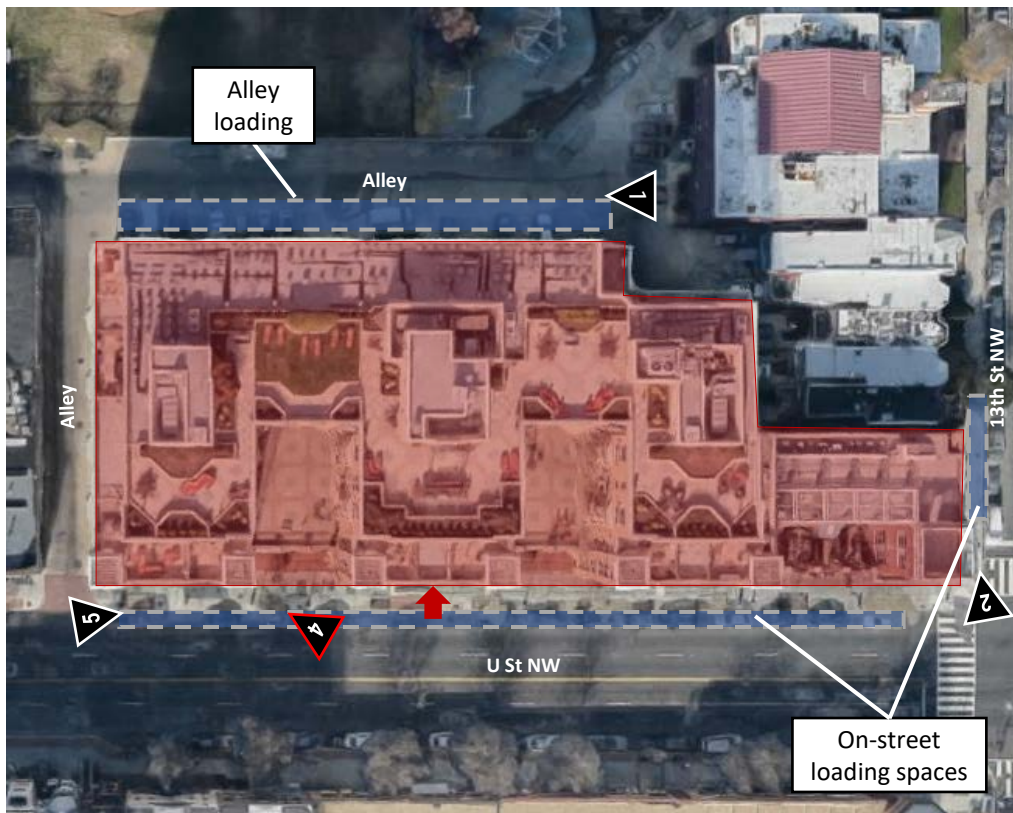 Alley
loading
Alley
1
Alley
13th St NW
5
4
2
U St NW
On-street
loading spaces